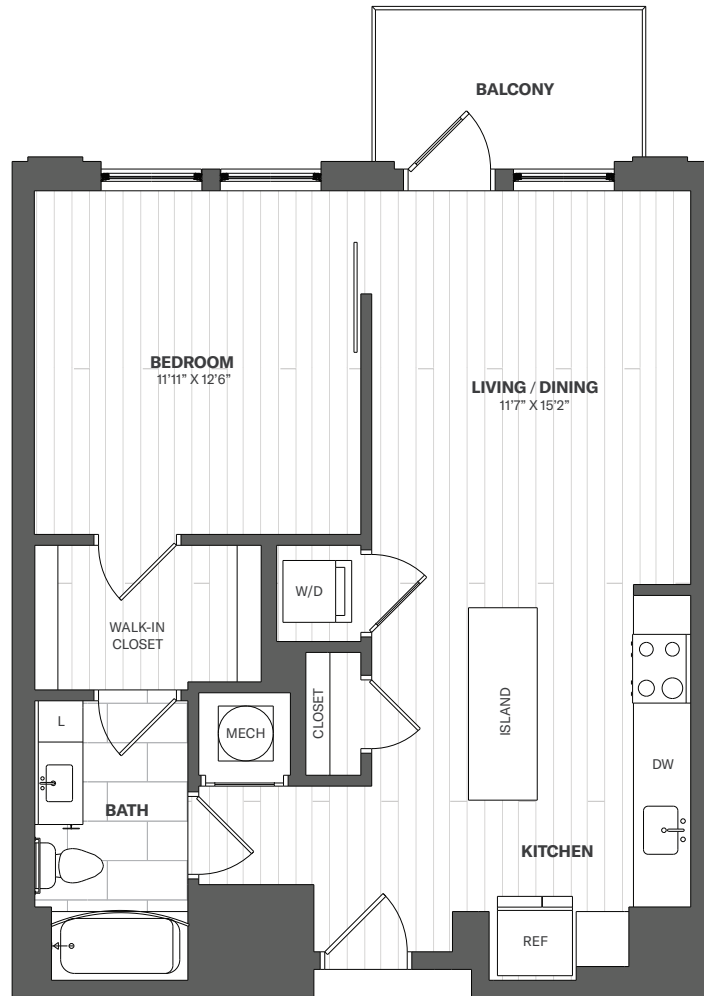 BALCONY
BEDROOM
11'11" X 12'6"
LIVING / DINING
11'7" X 15'2"
W/D
WALK-IN
CLOSET
CLOSET
ISLAND
L
MECH
DW
BATH
KITCHEN
REF